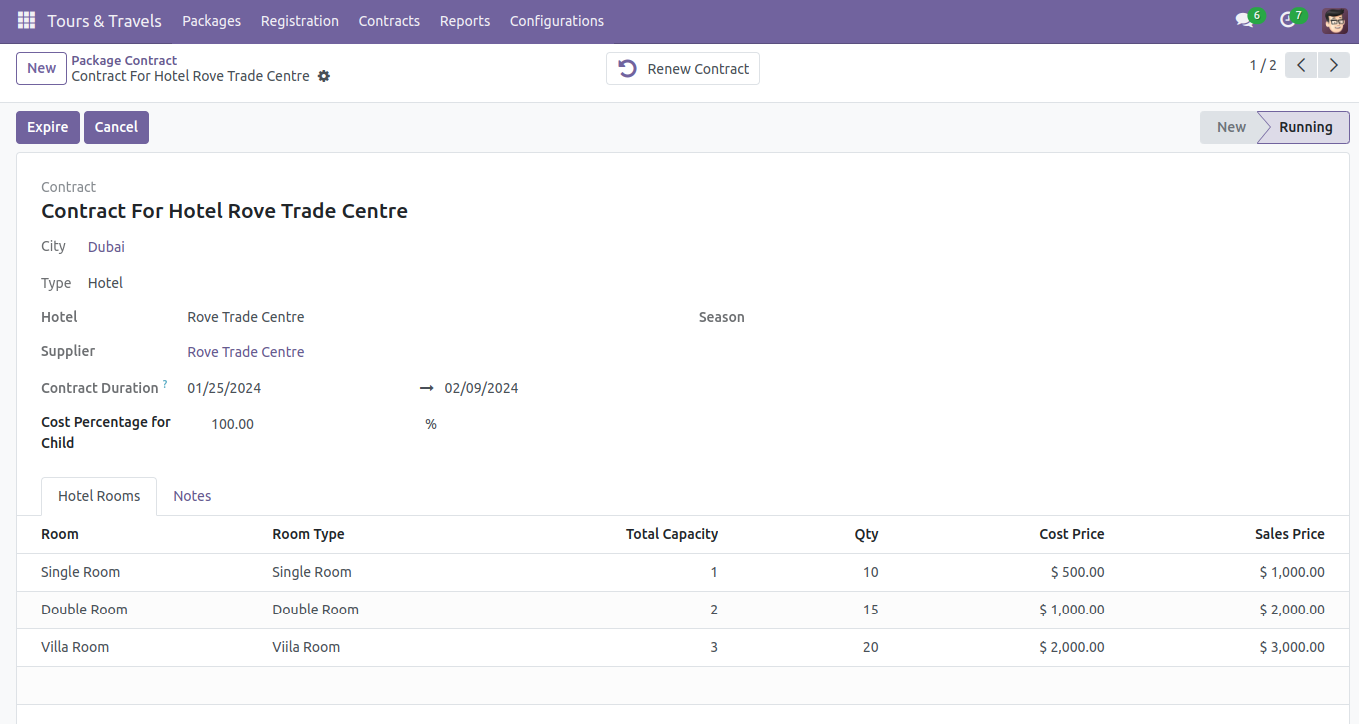 Tours & Travels Packages Registration Contracts Reports Configurations 6 7
New Package Contract
Contract For Hotel Rove Trade Centre
Renew Contract
1 / 2
Expire Cancel New Running
Contract
Contract For Hotel Rove Trade Centre
City Dubai
Type Hotel
Hotel Rove Trade Centre Season
Supplier Rove Trade Centre
Contract Duration ? 01/25/2024 → 02/09/2024
Cost Percentage for Child 100.00 %
Hotel Rooms Notes
Room Room Type Total Capacity Qty Cost Price Sales Price
Single Room Single Room 1 10 $ 500.00 $ 1,000.00
Double Room Double Room 2 15 $ 1,000.00 $ 2,000.00
Villa Room Viila Room 3 20 $ 2,000.00 $ 3,000.00